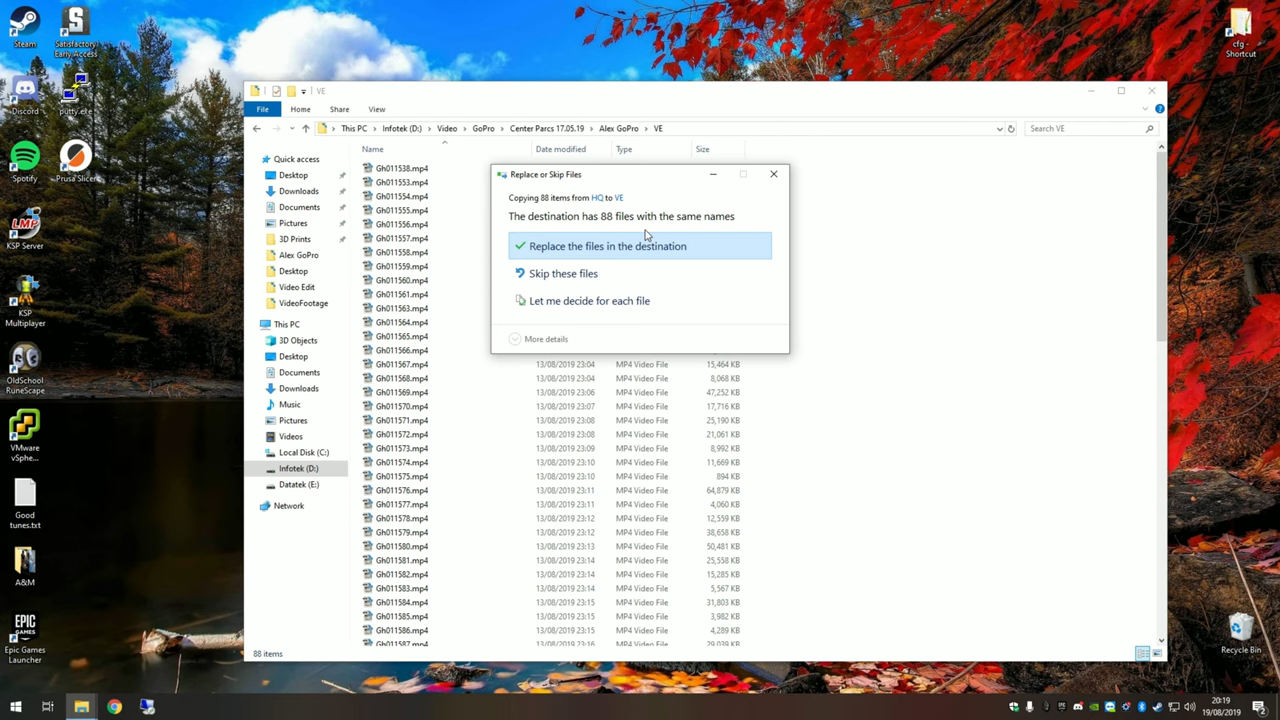 Steam
Satisfactory
Early Access
Discord
putty.exe
Spotify
Prusa Slicer
KSP Server
KSP
Multiplayer
OldSchool
RuneScape
VMware
vSphe...
Good
tunes.txt
A&M
EPIC
GAMES
Epic Games
Launcher
cfg -
Shortcut
Recycle Bin
VE
File
Home
Share
View
This PC
Infotek (D:)
Video
GoPro
Center Parcs 17.05.19
Alex GoPro
VE
Search VE
Quick access
Desktop
Downloads
Documents
Pictures
3D Prints
Alex GoPro
Desktop
Video Edit
VideoFootage
This PC
3D Objects
Desktop
Documents
Downloads
Music
Pictures
Videos
Local Disk (C:)
Infotek (D:)
Datatek (E:)
Network
Name Date modified Type Size
Gh011538.mp4
Gh011553.mp4
Gh011554.mp4
Gh011555.mp4
Gh011556.mp4
Gh011557.mp4
Gh011558.mp4
Gh011559.mp4
Gh011560.mp4
Gh011561.mp4
Gh011563.mp4
Gh011564.mp4
Gh011565.mp4
Gh011566.mp4
Gh011567.mp4 13/08/2019 23:04 MP4 Video File 15,464 KB
Gh011568.mp4 13/08/2019 23:04 MP4 Video File 8,068 KB
Gh011569.mp4 13/08/2019 23:06 MP4 Video File 47,252 KB
Gh011570.mp4 13/08/2019 23:07 MP4 Video File 17,716 KB
Gh011571.mp4 13/08/2019 23:08 MP4 Video File 25,190 KB
Gh011572.mp4 13/08/2019 23:08 MP4 Video File 21,061 KB
Gh011573.mp4 13/08/2019 23:09 MP4 Video File 8,992 KB
Gh011574.mp4 13/08/2019 23:10 MP4 Video File 11,669 KB
Gh011575.mp4 13/08/2019 23:10 MP4 Video File 894 KB
Gh011576.mp4 13/08/2019 23:11 MP4 Video File 64,879 KB
Gh011577.mp4 13/08/2019 23:11 MP4 Video File 4,060 KB
Gh011578.mp4 13/08/2019 23:12 MP4 Video File 12,559 KB
Gh011579.mp4 13/08/2019 23:12 MP4 Video File 38,658 KB
Gh011580.mp4 13/08/2019 23:13 MP4 Video File 50,481 KB
Gh011581.mp4 13/08/2019 23:14 MP4 Video File 25,558 KB
Gh011582.mp4 13/08/2019 23:14 MP4 Video File 15,285 KB
Gh011583.mp4 13/08/2019 23:14 MP4 Video File 5,567 KB
Gh011584.mp4 13/08/2019 23:15 MP4 Video File 31,803 KB
Gh011585.mp4 13/08/2019 23:15 MP4 Video File 3,982 KB
Gh011586.mp4 13/08/2019 23:15 MP4 Video File 4,289 KB
Gh011587.mp4 13/08/2019 23:16 MP4 Video File 29,039 KB
88 items
Replace or Skip Files
Copying 88 items from HQ to VE
The destination has 88 files with the same names
Replace the files in the destination
Skip these files
Let me decide for each file
More details
20:19
19/08/2019
2